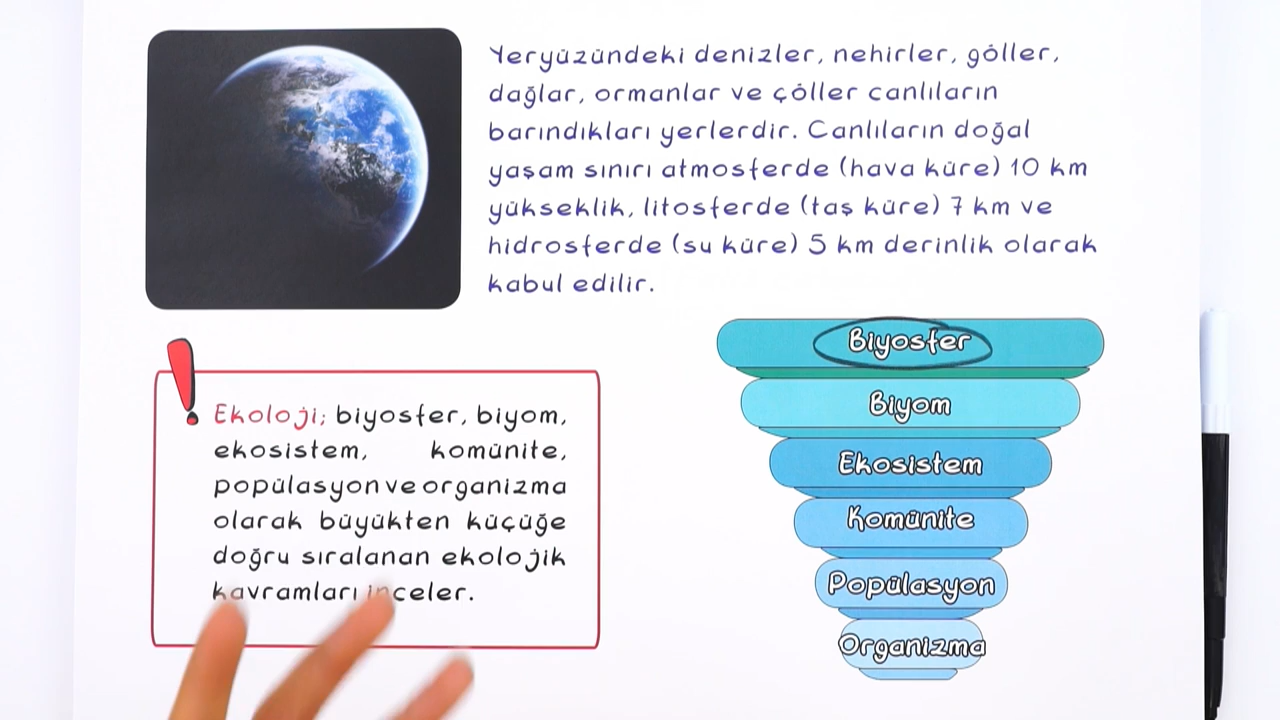 Yeryüzündeki denizler, nehirler, göller,
dağlar, ormanlar ve çöller canlıların
barındıkları yerlerdir. Canlıların doğal
yaşam sınırı atmosferde (hava küre) 10 km
yükseklik, litosferde (taş küre) 7 km ve
hidrosferde (su küre) 5 km derinlik olarak
kabul edilir.
Ekoloji; biyosfer, biyom,
ekosistem, komünite,
popülasyon ve organizma
olarak büyükten küçüğe
doğru sıralanan ekolojik
kavramları inceler.
Biyosfer
Biyom
Ekosistem
Komünite
Popülasyon
Organizma